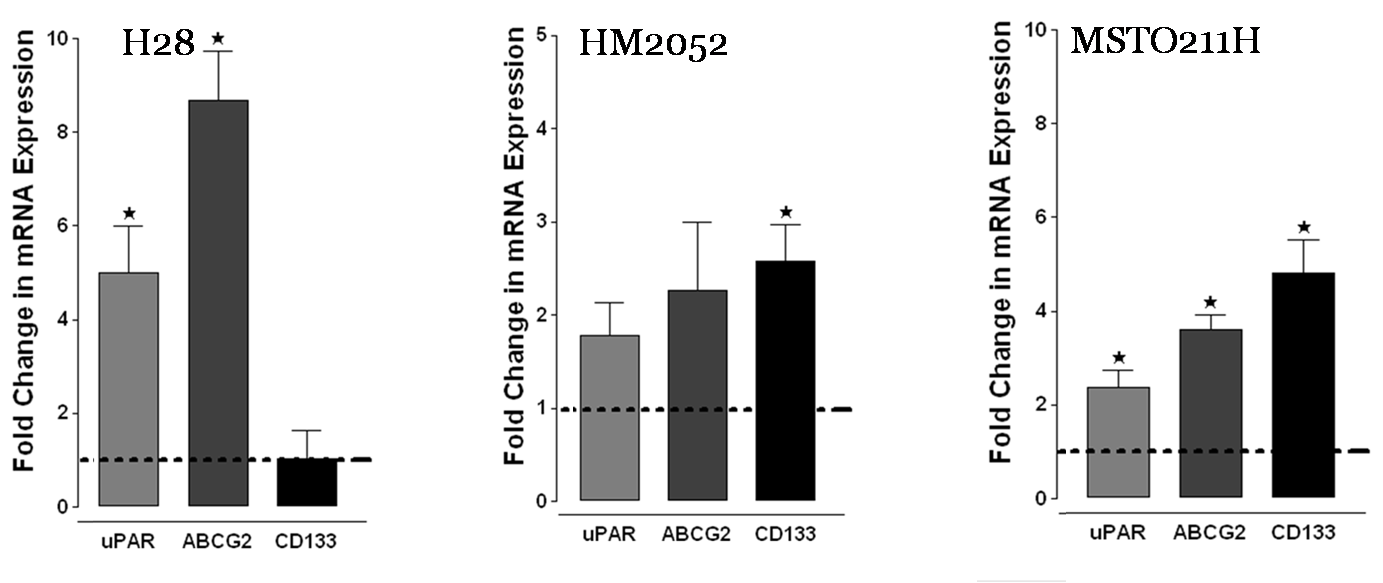 H28
Fold Change in mRNA Expression
10
8
6
4
2
0
uPAR ABCG2 CD133
HM2052
Fold Change in mRNA Expression
5
4
3
2
1
0
uPAR ABCG2 CD133
MSTO211H
Fold Change in mRNA Expression
10
8
6
4
2
0
uPAR ABCG2 CD133